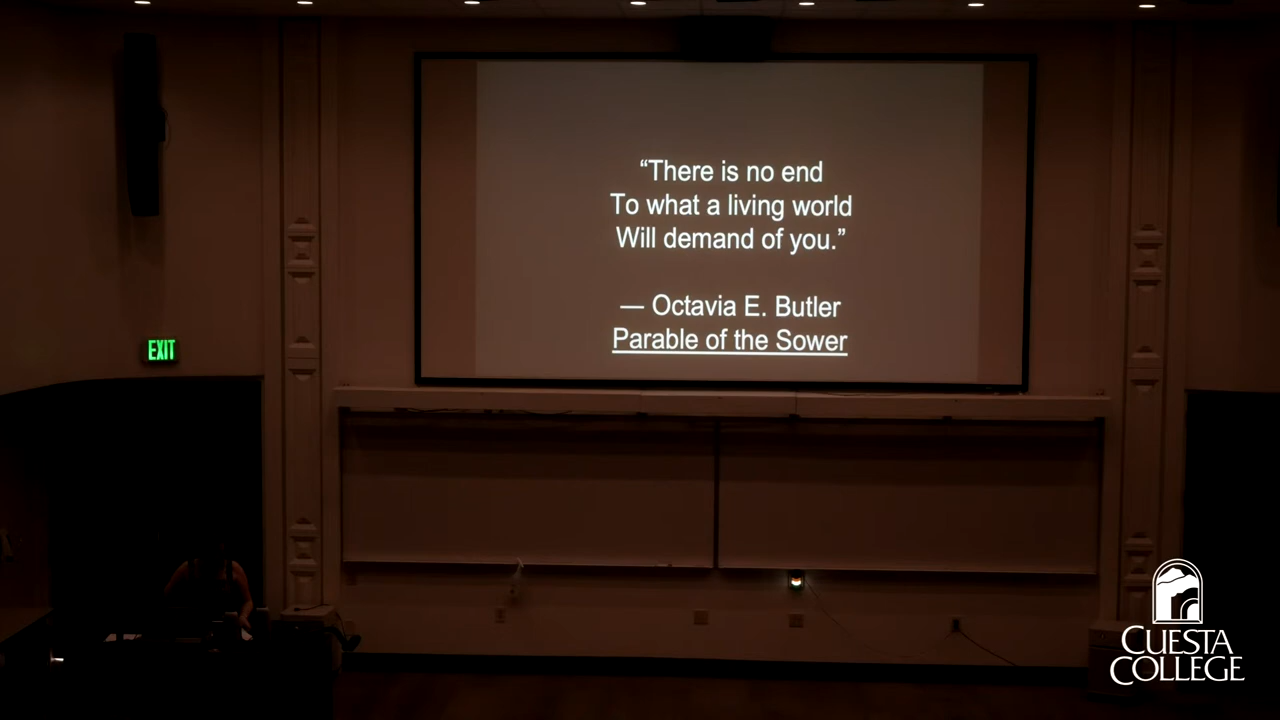 “There is no end
To what a living world
Will demand of you.”
— Octavia E. Butler
Parable of the Sower
EXIT
CUESTA
COLLEGE